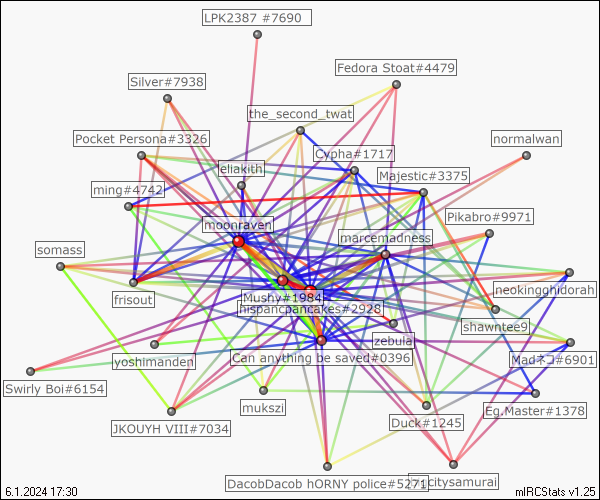 LPK2387 #7690
Fedora Stoat#4479
Silver#7938
the_second_twat
Pocket Persona#3326
normalwan
Cypha#1717
eliakith
Majestic#3375
ming#4742
Pikabro#9971
moonraven
marcemadness
somass
neokingghidorah
frisout
Mushy#1984
hispancpancakes#2928
shawntee9
zebula
Can anything be saved#0396
Madネコ#6901
yoshimanden
Swirly Boi#6154
mukszi
Eg.Master#1378
JKOUYH VIII#7034
Duck#1245
DacobDacob hORNY police#5271
citysamurai
6.1.2024 17:30
mIRCStats v1.25